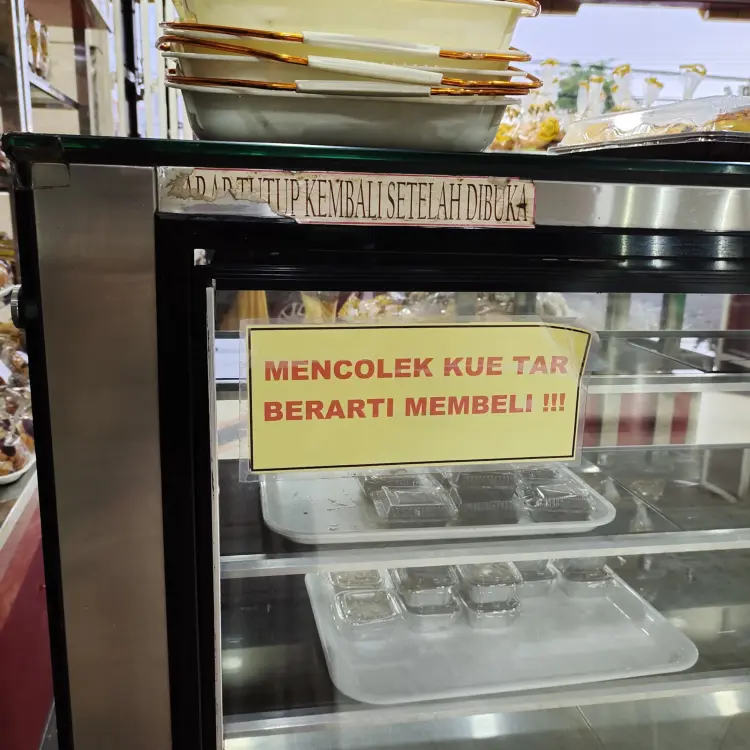 TUTUP KEMBALI SETELAH DIBUKA
MENCOLEK KUE TAR
BERARTI MEMBELI !!!